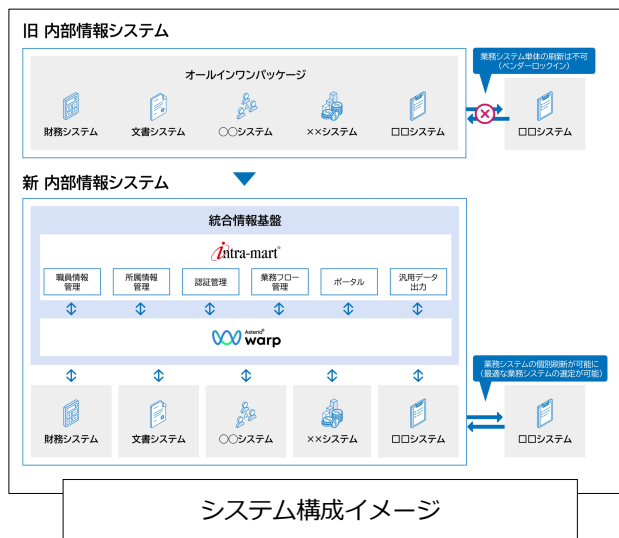 旧 内部情報システム
業務システム単体の刷新は不可
（ベンダーロックイン）
オールインワンパッケージ
財務システム
文書システム
〇〇システム
××システム
口口システム
口口システム
新 内部情報システム
統合情報基盤
intra-mart®
職員情報
管理
所属情報
管理
認証管理
業務フロー
管理
ポータル
汎用データ
出力
Asteria®
warp
業務システムの個別刷新が可能に
（最適な業務システムの選定が可能）
財務システム
文書システム
〇〇システム
××システム
口口システム
口口システム
システム構成イメージ